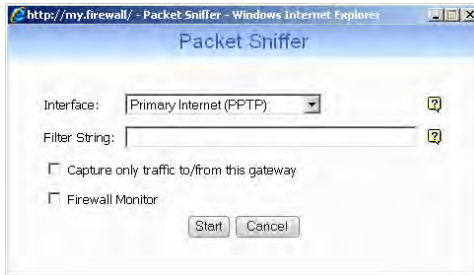 http://my.firewall/ - Packet Sniffer - Windows Internet Explorer
Packet Sniffer
Interface: Primary Internet (PPTP)
Filter String:
Capture only traffic to/from this gateway
Firewall Monitor
Start Cancel